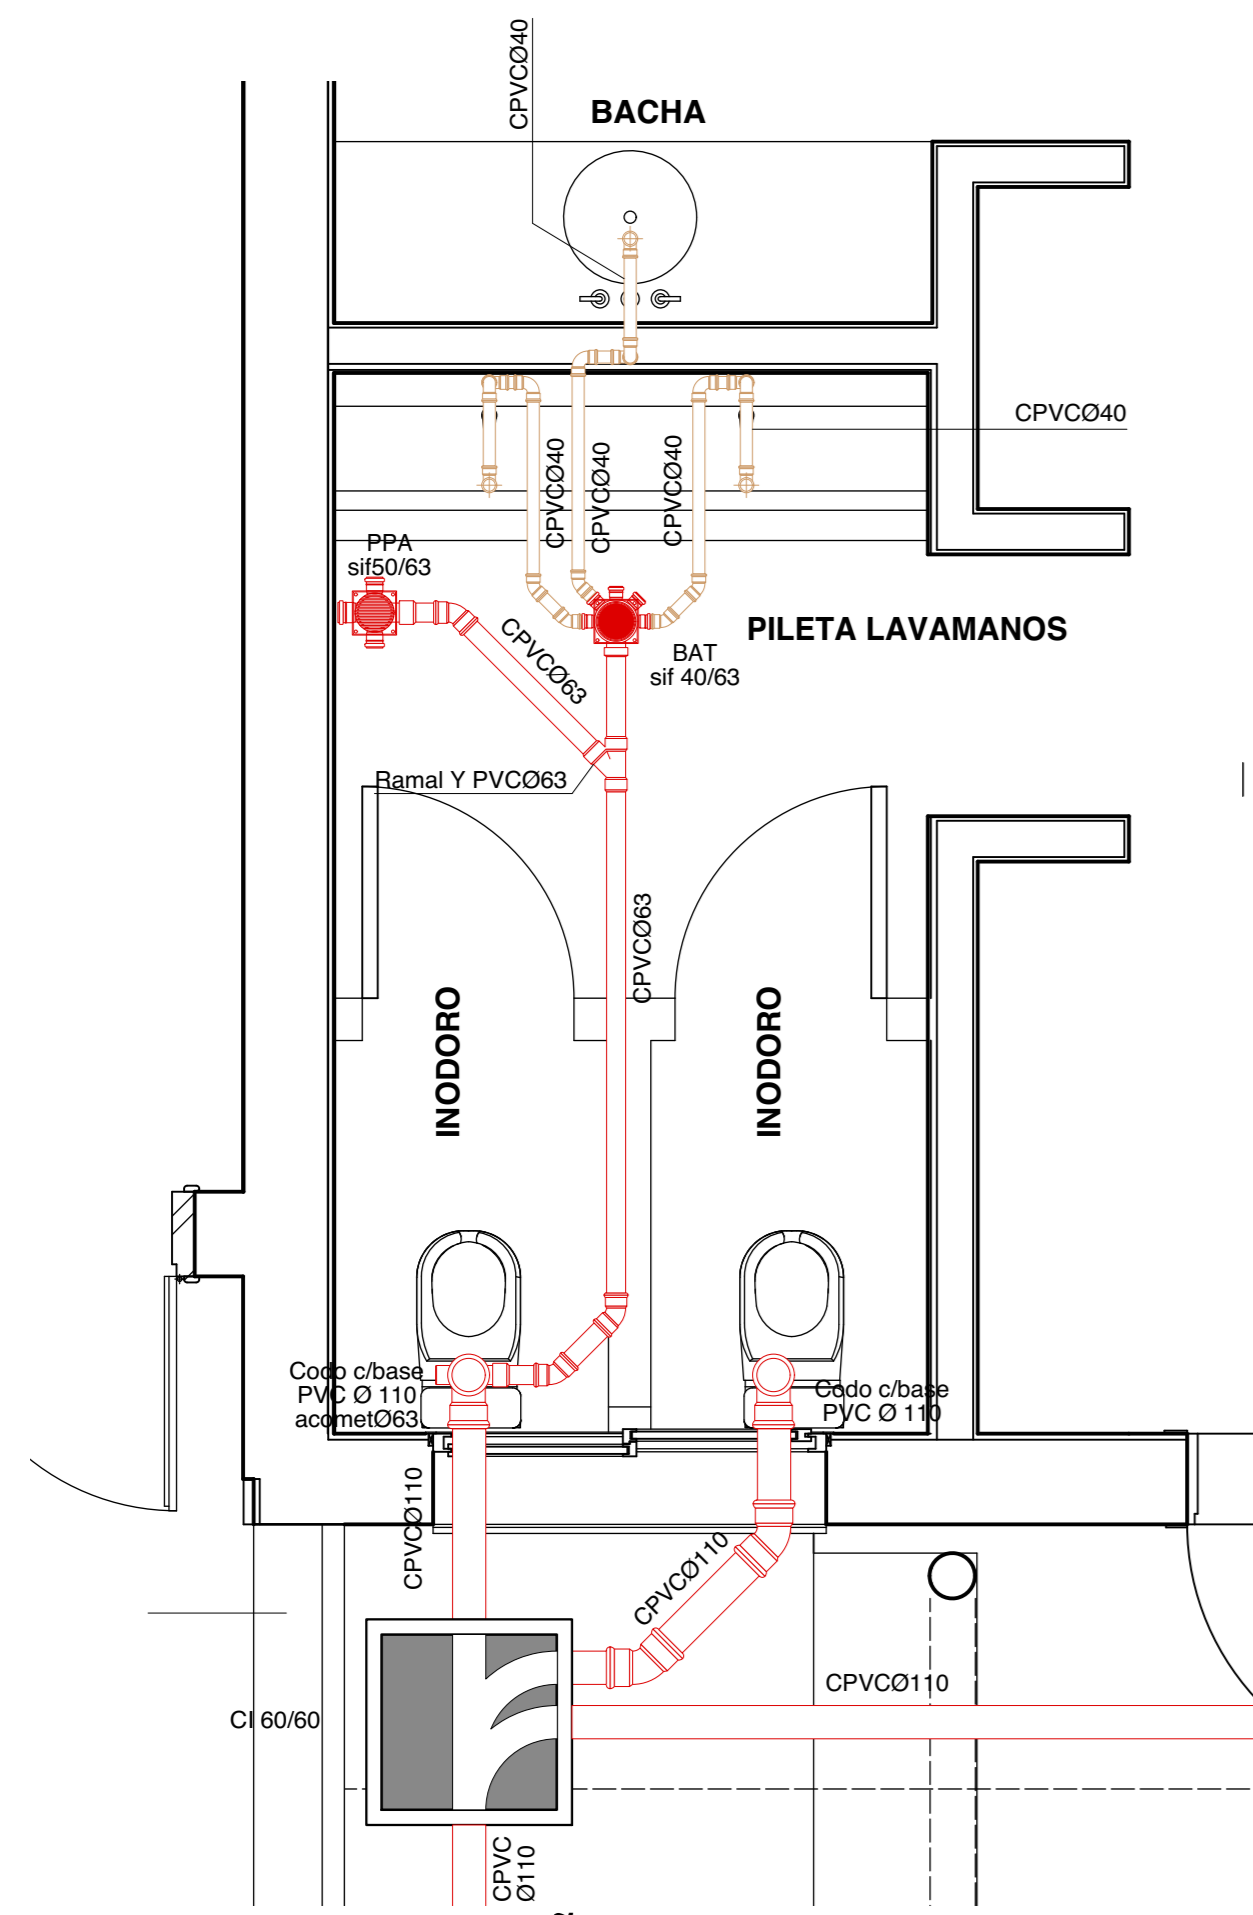 CPVCØ40
BACHA
CPVCØ40
CPVCØ40
CPVCØ40
CPVCØ40
PPA
sif50/63
CPVCØ63
PILETA LAVAMANOS
BAT
sif 40/63
Ramal Y PVCØ63
CPVCØ63
INODORO
INODORO
Codo c/base
PVC Ø 110
acometØ63
Codo c/base
PVC Ø 110
CPVCØ110
CPVCØ110
CPVCØ110
CI 60/60
CPVC
Ø110